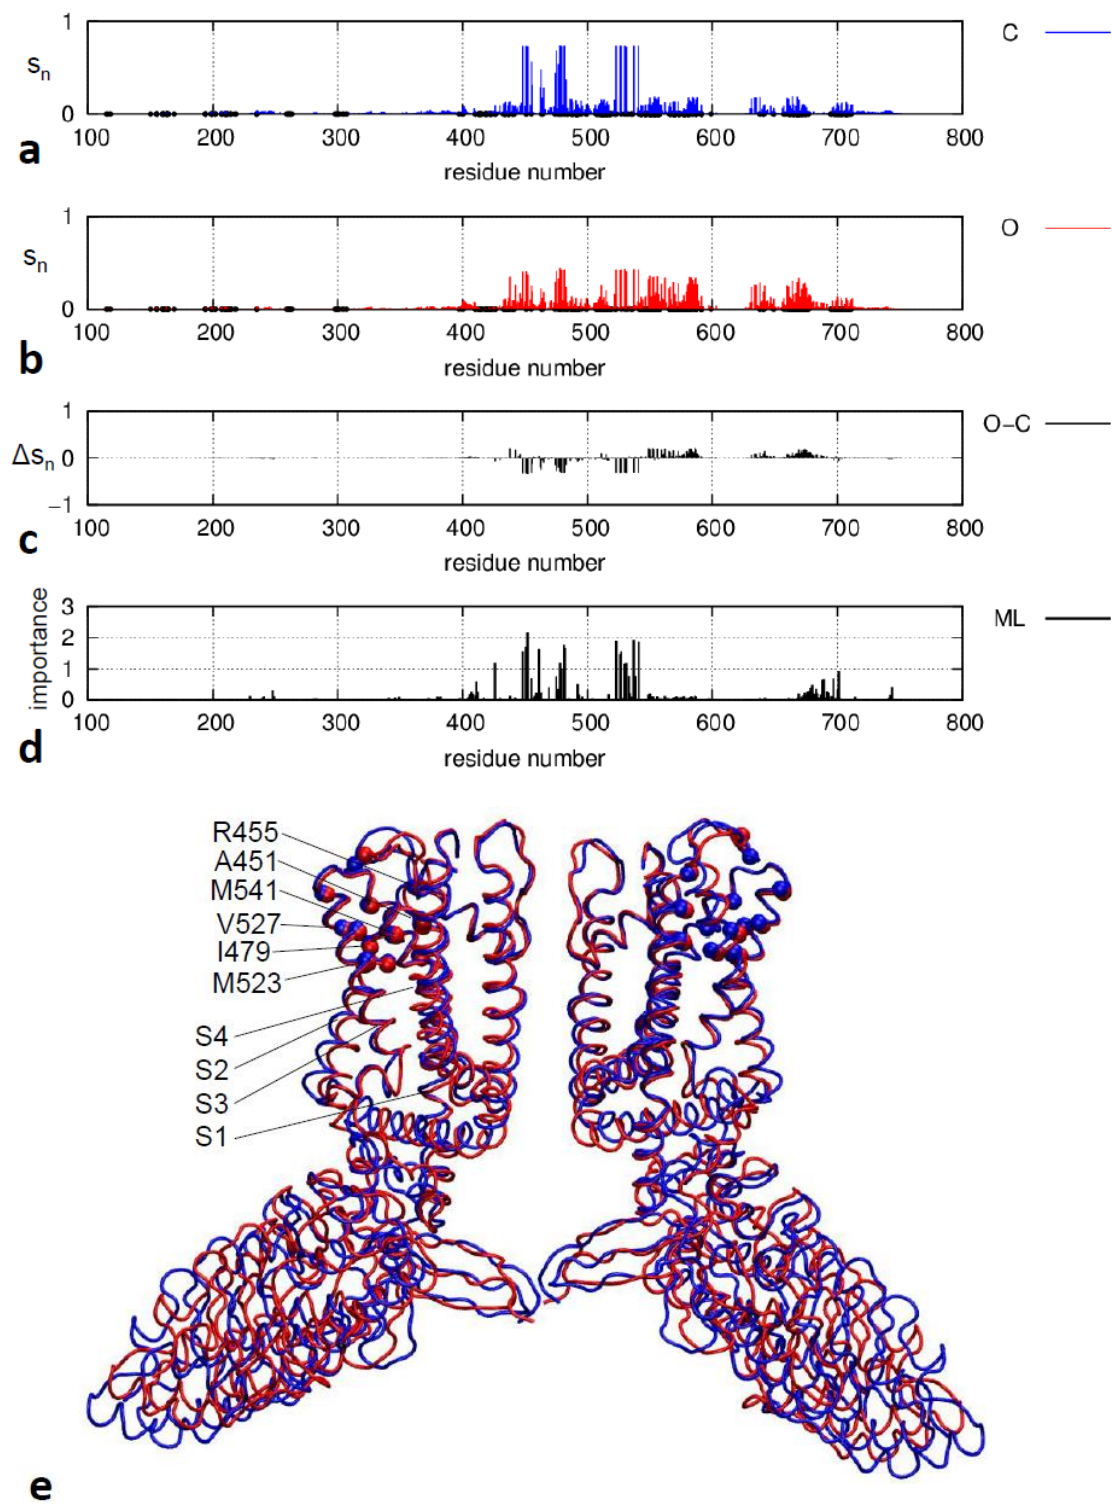 1
C
sn
0
100 200 300 400 500 600 700 800
a
residue number
1
O
sn
0
100 200 300 400 500 600 700 800
b
residue number
1
O−C
Δsn
0
−1
100 200 300 400 500 600 700 800
c
residue number
importance
3
ML
2
1
0
100 200 300 400 500 600 700 800
d
residue number
R455
A451
M541
V527
I479
M523
S4
S2
S3
S1
e